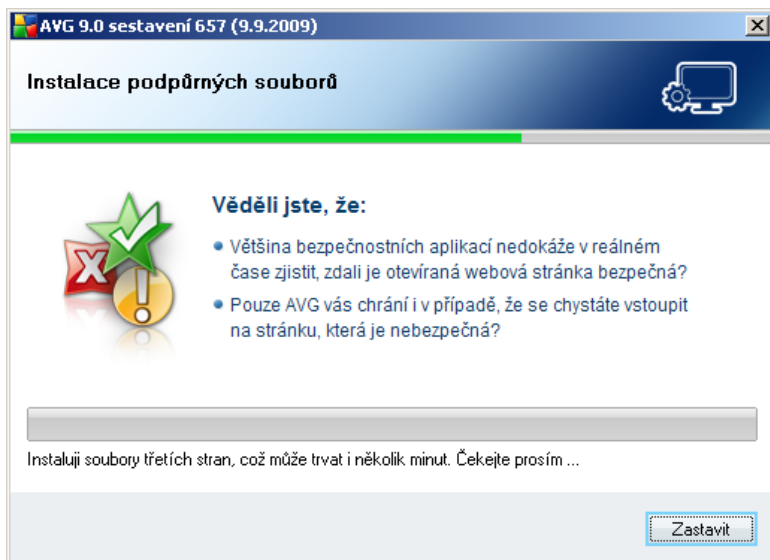 AVG 9.0 sestavení 657 (9.9.2009)
Instalace podpůrných souborů
Věděli jste, že:
Většina bezpečnostních aplikací nedokáže v reálném
čase zjistit, zdali je otevíraná webová stránka bezpečná?
Pouze AVG vás chrání i v případě, že se chystáte vstoupit
na stránku, která je nebezpečná?
Instaluji soubory třetích stran, což může trvat i několik minut. Čekejte prosím ...
Zastavit